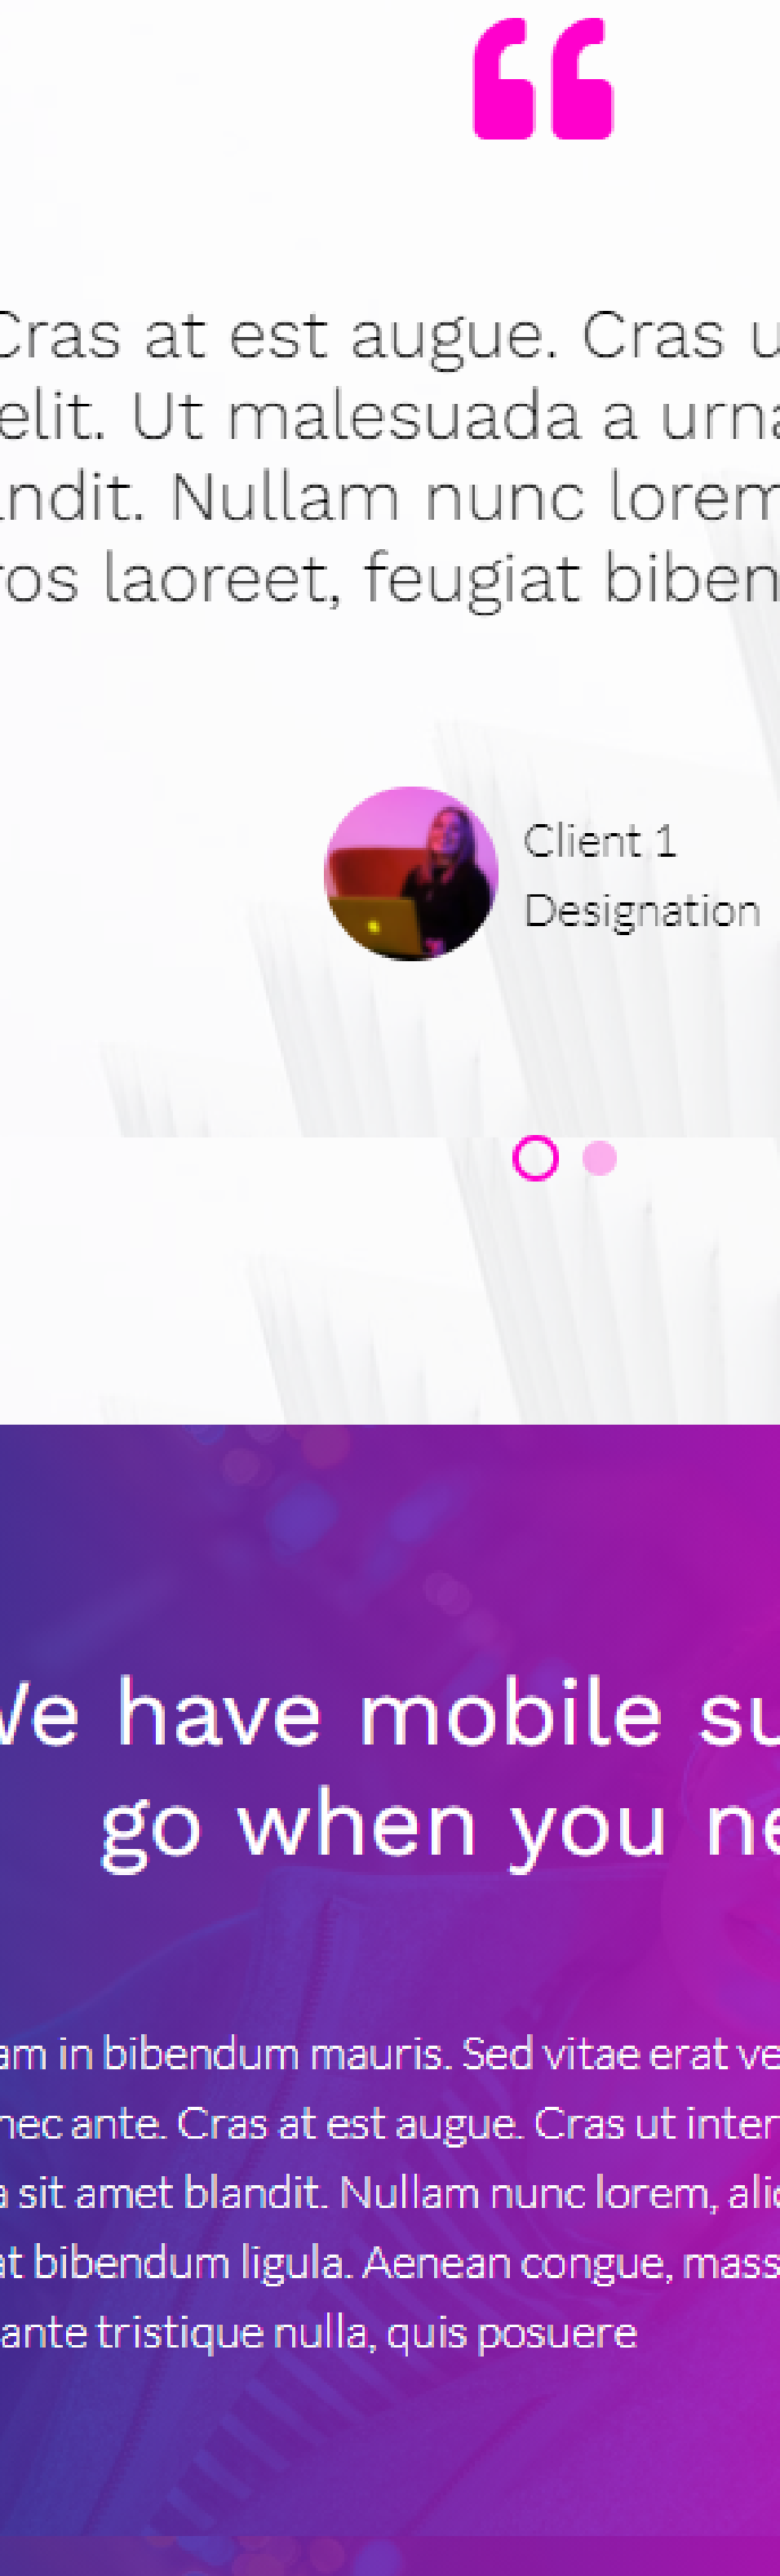 Cras at est augue. Cras u
elit. Ut malesuada a urna
ndit. Nullam nunc lorem
ros laoreet, feugiat biben
Client 1
Designation
We have mobile su
go when you ne
am in bibendum mauris. Sed vitae erat ve
nec ante. Cras at est augue. Cras ut inter
a sit amet blandit. Nullam nunc lorem, alic
at bibendum ligula. Aenean congue, mass
ante tristique nulla, quis posuere